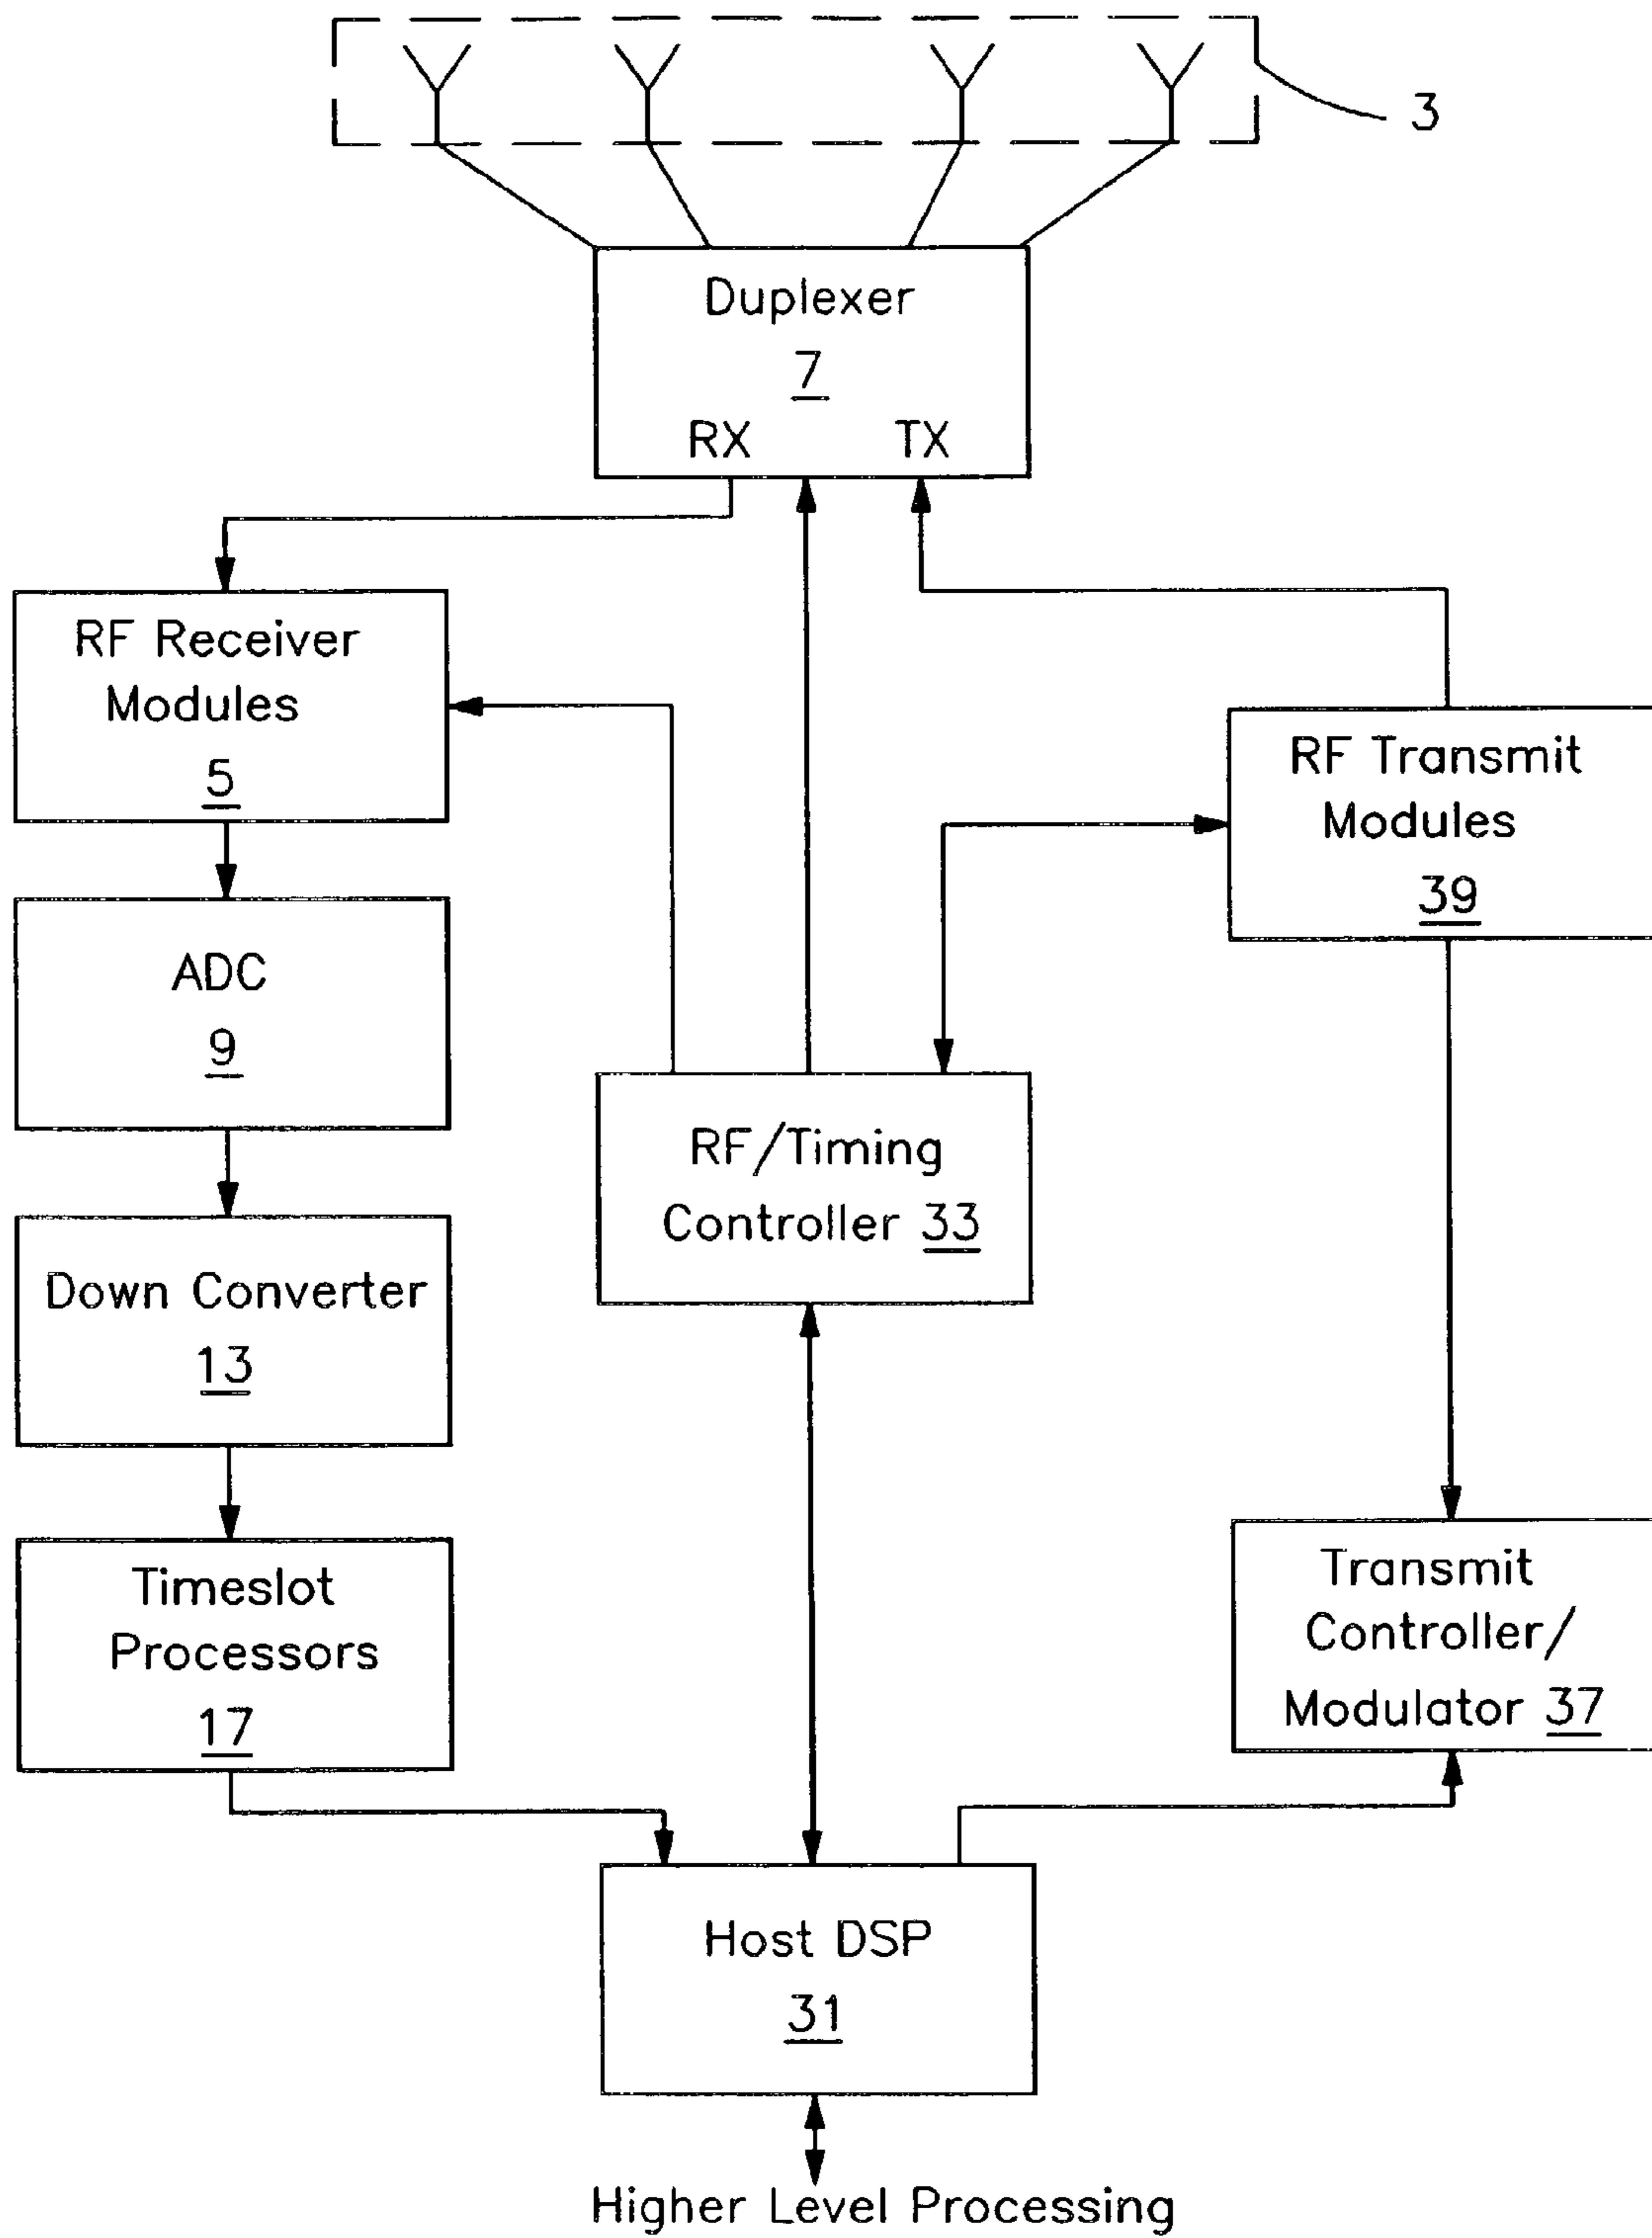 3
Duplexer
7
RX TX
RF Receiver
Modules
5
RF Transmit
Modules
39
ADC
9
RF/Timing
Controller 33
Down Converter
13
Timeslot
Processors
17
Transmit
Controller/
Modulator 37
Host DSP
31
Higher Level Processing